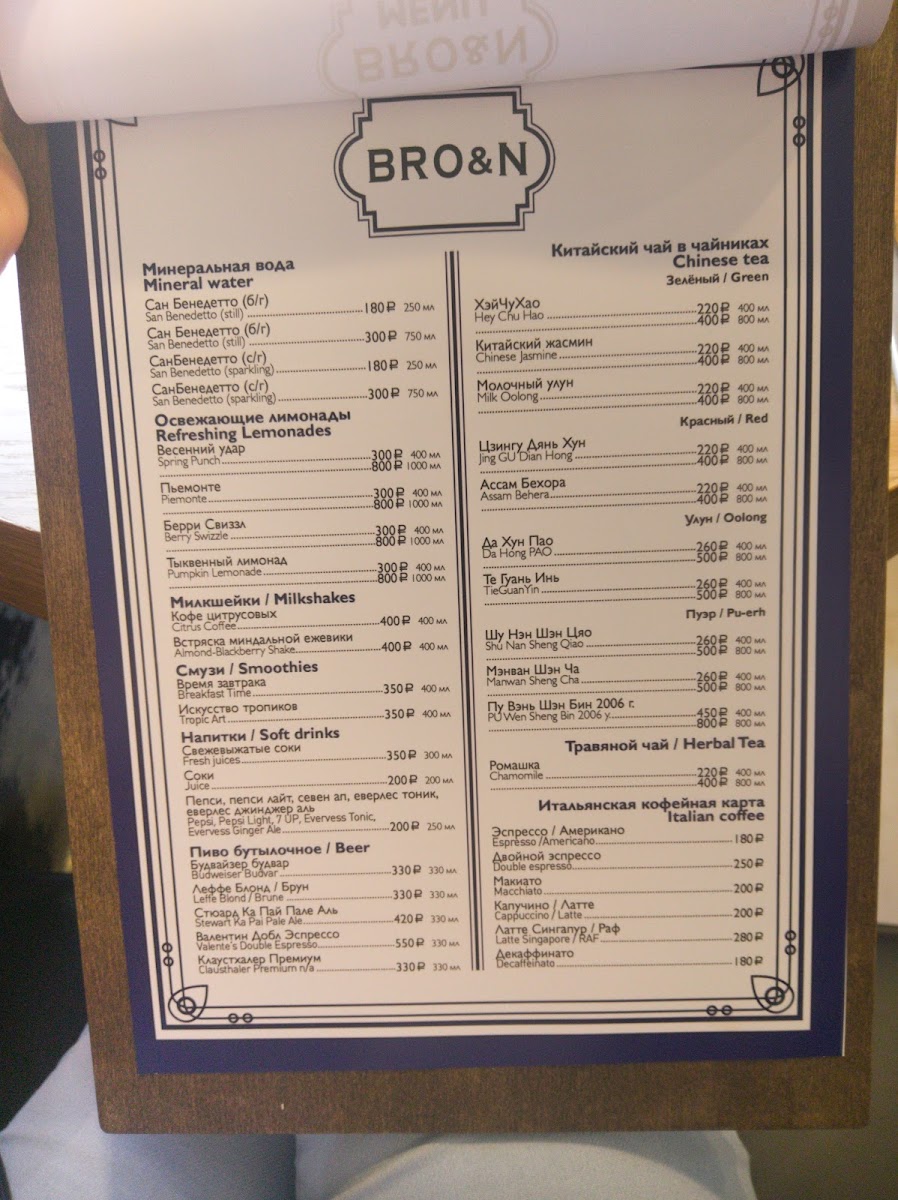 MENU
BRO&N
BRO&N
Минеральная вода
Mineral water
Сан Бенедетто (б/г)
San Benedetto (still) 180₽ 250 мл
Сан Бенедетто (б/г)
San Benedetto (still) 300₽ 750 мл
СанБенедетто (с/г)
San Benedetto (sparkling) 180₽ 250 мл
СанБенедетто (с/г)
San Benedetto (sparkling) 300₽ 750 мл
Освежающие лимонады
Refreshing Lemonades
Весенний удар
Spring Punch 300₽ 400 мл
800₽ 1000 мл
Пьемонте
Piemonte 300₽ 400 мл
800₽ 1000 мл
Берри Свиззл
Berry Swizzle 300₽ 400 мл
800₽ 1000 мл
Тыквенный лимонад
Pumpkin Lemonade 300₽ 400 мл
800₽ 1000 мл
Милкшейки / Milkshakes
Кофе цитрусовых
Citrus Coffee 400₽ 400 мл
Встряска миндальной ежевики
Almond-Blackberry Shake 400₽ 400 мл
Смузи / Smoothies
Время завтрака
Breakfast Time 350₽ 400 мл
Искусство тропиков
Tropic Art 350₽ 400 мл
Напитки / Soft drinks
Свежевыжатые соки
Fresh juices 350₽ 300 мл
Соки
Juice 200₽ 200 мл
Пепси, пепси лайт, севен ап, еверлес тоник,
еверлес джинджер аль
Pepsi, Pepsi Light, 7 UP, Evervess Tonic,
Evervess Ginger Ale 200₽ 250 мл
Пиво бутылочное / Beer
Будвайзер будвар
Budweiser Budvar 330₽ 330 мл
Леффе Блонд / Брун
Leffe Blond / Brune 330₽ 330 мл
Стюард Ка Пай Пале Аль
Stewart Ka Pai Pale Ale 420₽ 330 мл
Валентин Добл Эспрессо
Valente's Double Espresso 550₽ 330 мл
Клаустхалер Премиум
Clausthaler Premium n/a 330₽ 330 мл
Китайский чай в чайниках
Chinese tea
Зелёный / Green
ХэйЧуХао
Hey Chu Hao 220₽ 400 мл
400₽ 800 мл
Китайский жасмин
Chinese Jasmine 220₽ 400 мл
400₽ 800 мл
Молочный улун
Milk Oolong 220₽ 400 мл
400₽ 800 мл
Красный / Red
Цзингу Дянь Хун
Jing GU Dian Hong 220₽ 400 мл
400₽ 800 мл
Ассам Бехора
Assam Behera 220₽ 400 мл
400₽ 800 мл
Улун / Oolong
Да Хун Пао
Da Hong PAO 260₽ 400 мл
500₽ 800 мл
Те Гуань Инь
TieGuanYin 260₽ 400 мл
500₽ 800 мл
Пуэр / Pu-erh
Шу Нэн Шэн Цяо
Shu Nan Sheng Qiao 260₽ 400 мл
500₽ 800 мл
Мэнван Шэн Ча
Manwan Sheng Cha 260₽ 400 мл
500₽ 800 мл
Пу Вэнь Шэн Бин 2006 г.
PU Wen Sheng Bin 2006 y 450₽ 400 мл
800₽ 800 мл
Травяной чай / Herbal Tea
Ромашка
Chamomile 220₽ 400 мл
400₽ 800 мл
Итальянская кофейная карта
Italian coffee
Эспрессо / Американо
Espresso /Americano 180₽
Двойной эспрессо
Double espresso 250₽
Макиато
Macchiato 200₽
Капучино / Латте
Cappuccino / Latte 200₽
Латте Сингапур / Раф
Latte Singapore / RAF 280₽
Декаффинато
Decaffeinato 180₽